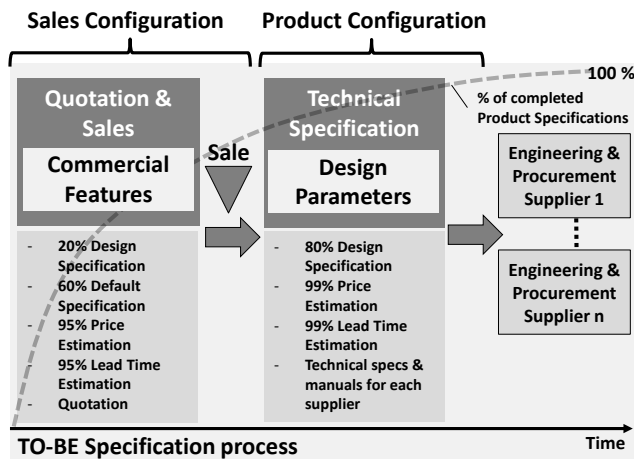 Sales Configuration
Product Configuration
100 %
% of completed
Product Specifications
Quotation &
Sales
Commercial
Features
Sale
Technical
Specification
Design
Parameters
Engineering &
Procurement
Supplier 1
Engineering &
Procurement
Supplier n
- 20% Design
Specification
- 60% Default
Specification
- 95% Price
Estimation
- 95% Lead Time
Estimation
- Quotation
- 80% Design
Specification
- 99% Price
Estimation
- 99% Lead Time
Estimation
- Technical specs &
manuals for each
supplier
TO-BE Specification process
Time